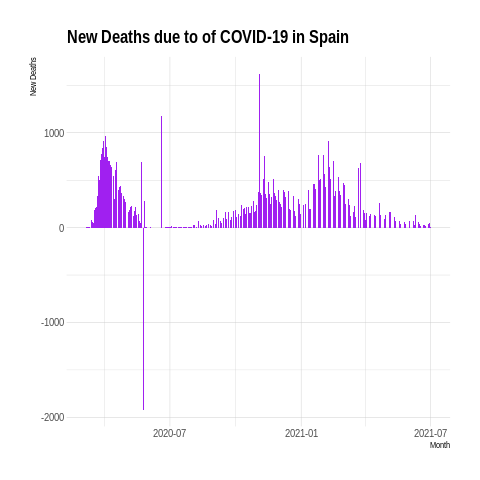 New Deaths due to of COVID-19 in Spain
New Deaths
1000
0
-1000
-2000
2020-07
2021-01
2021-07
Month